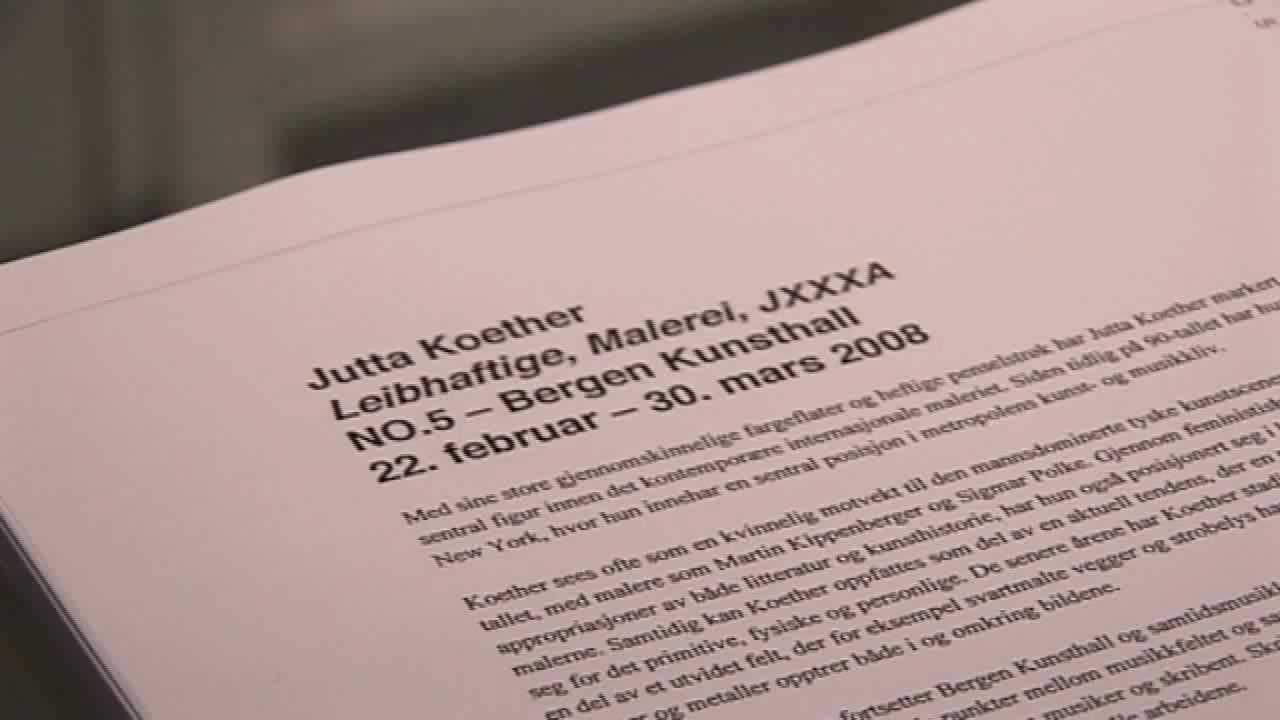 Jutta Koether
Leibhaftige, Malerei, JXXXA
NO.5 – Bergen Kunsthall
22. februar – 30. mars 2008
Med sine store gjennomskinnelige fargeflater og heftige penselstrøk har Jutta Koether markert
sentral figur innen det kontemporære internasjonale maleriet. Siden tidlig på 90-tallet har hun
New York, hvor hun innehar en sentral posisjon i metropolens kunst- og musikkliv.
Koether sees ofte som en kvinnelig motvekt til den mannsdominerte tyske kunstscenen
tallet, med malere som Martin Kippenberger og Sigmar Polke. Gjennom feministisk
appropriasjoner av både litteratur og kunsthistorie, har hun også posisjonert seg i
malerne. Samtidig kan Koether oppfattes som del av en aktuell tendens, der en
seg for det primitive, fysiske og personlige. De senere årene har Koether stadig
en del av et utvidet felt, der for eksempel svartmalte vegger og strobelys har
og metaller opptrer både i og omkring bildene.
fortsetter Bergen Kunsthall og samtidsmusikk
punkter mellom musikkfeltet og
musiker og skribent.
arbeidene.